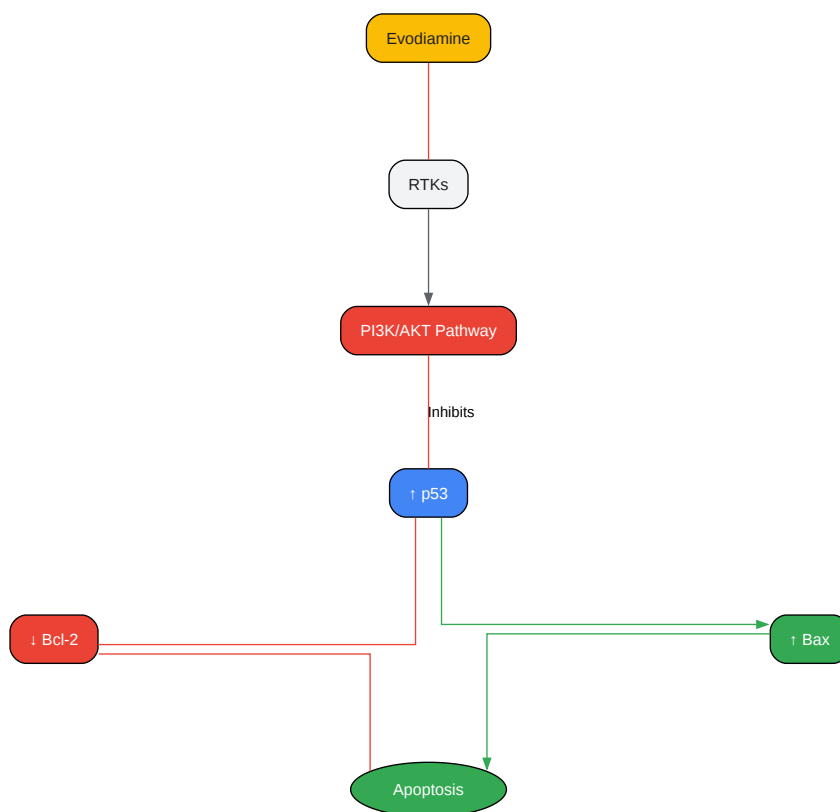 Evodiamine
RTKs
PI3K/AKT Pathway
Inhibits
↑ p53
↓ Bcl-2
↑ Bax
Apoptosis